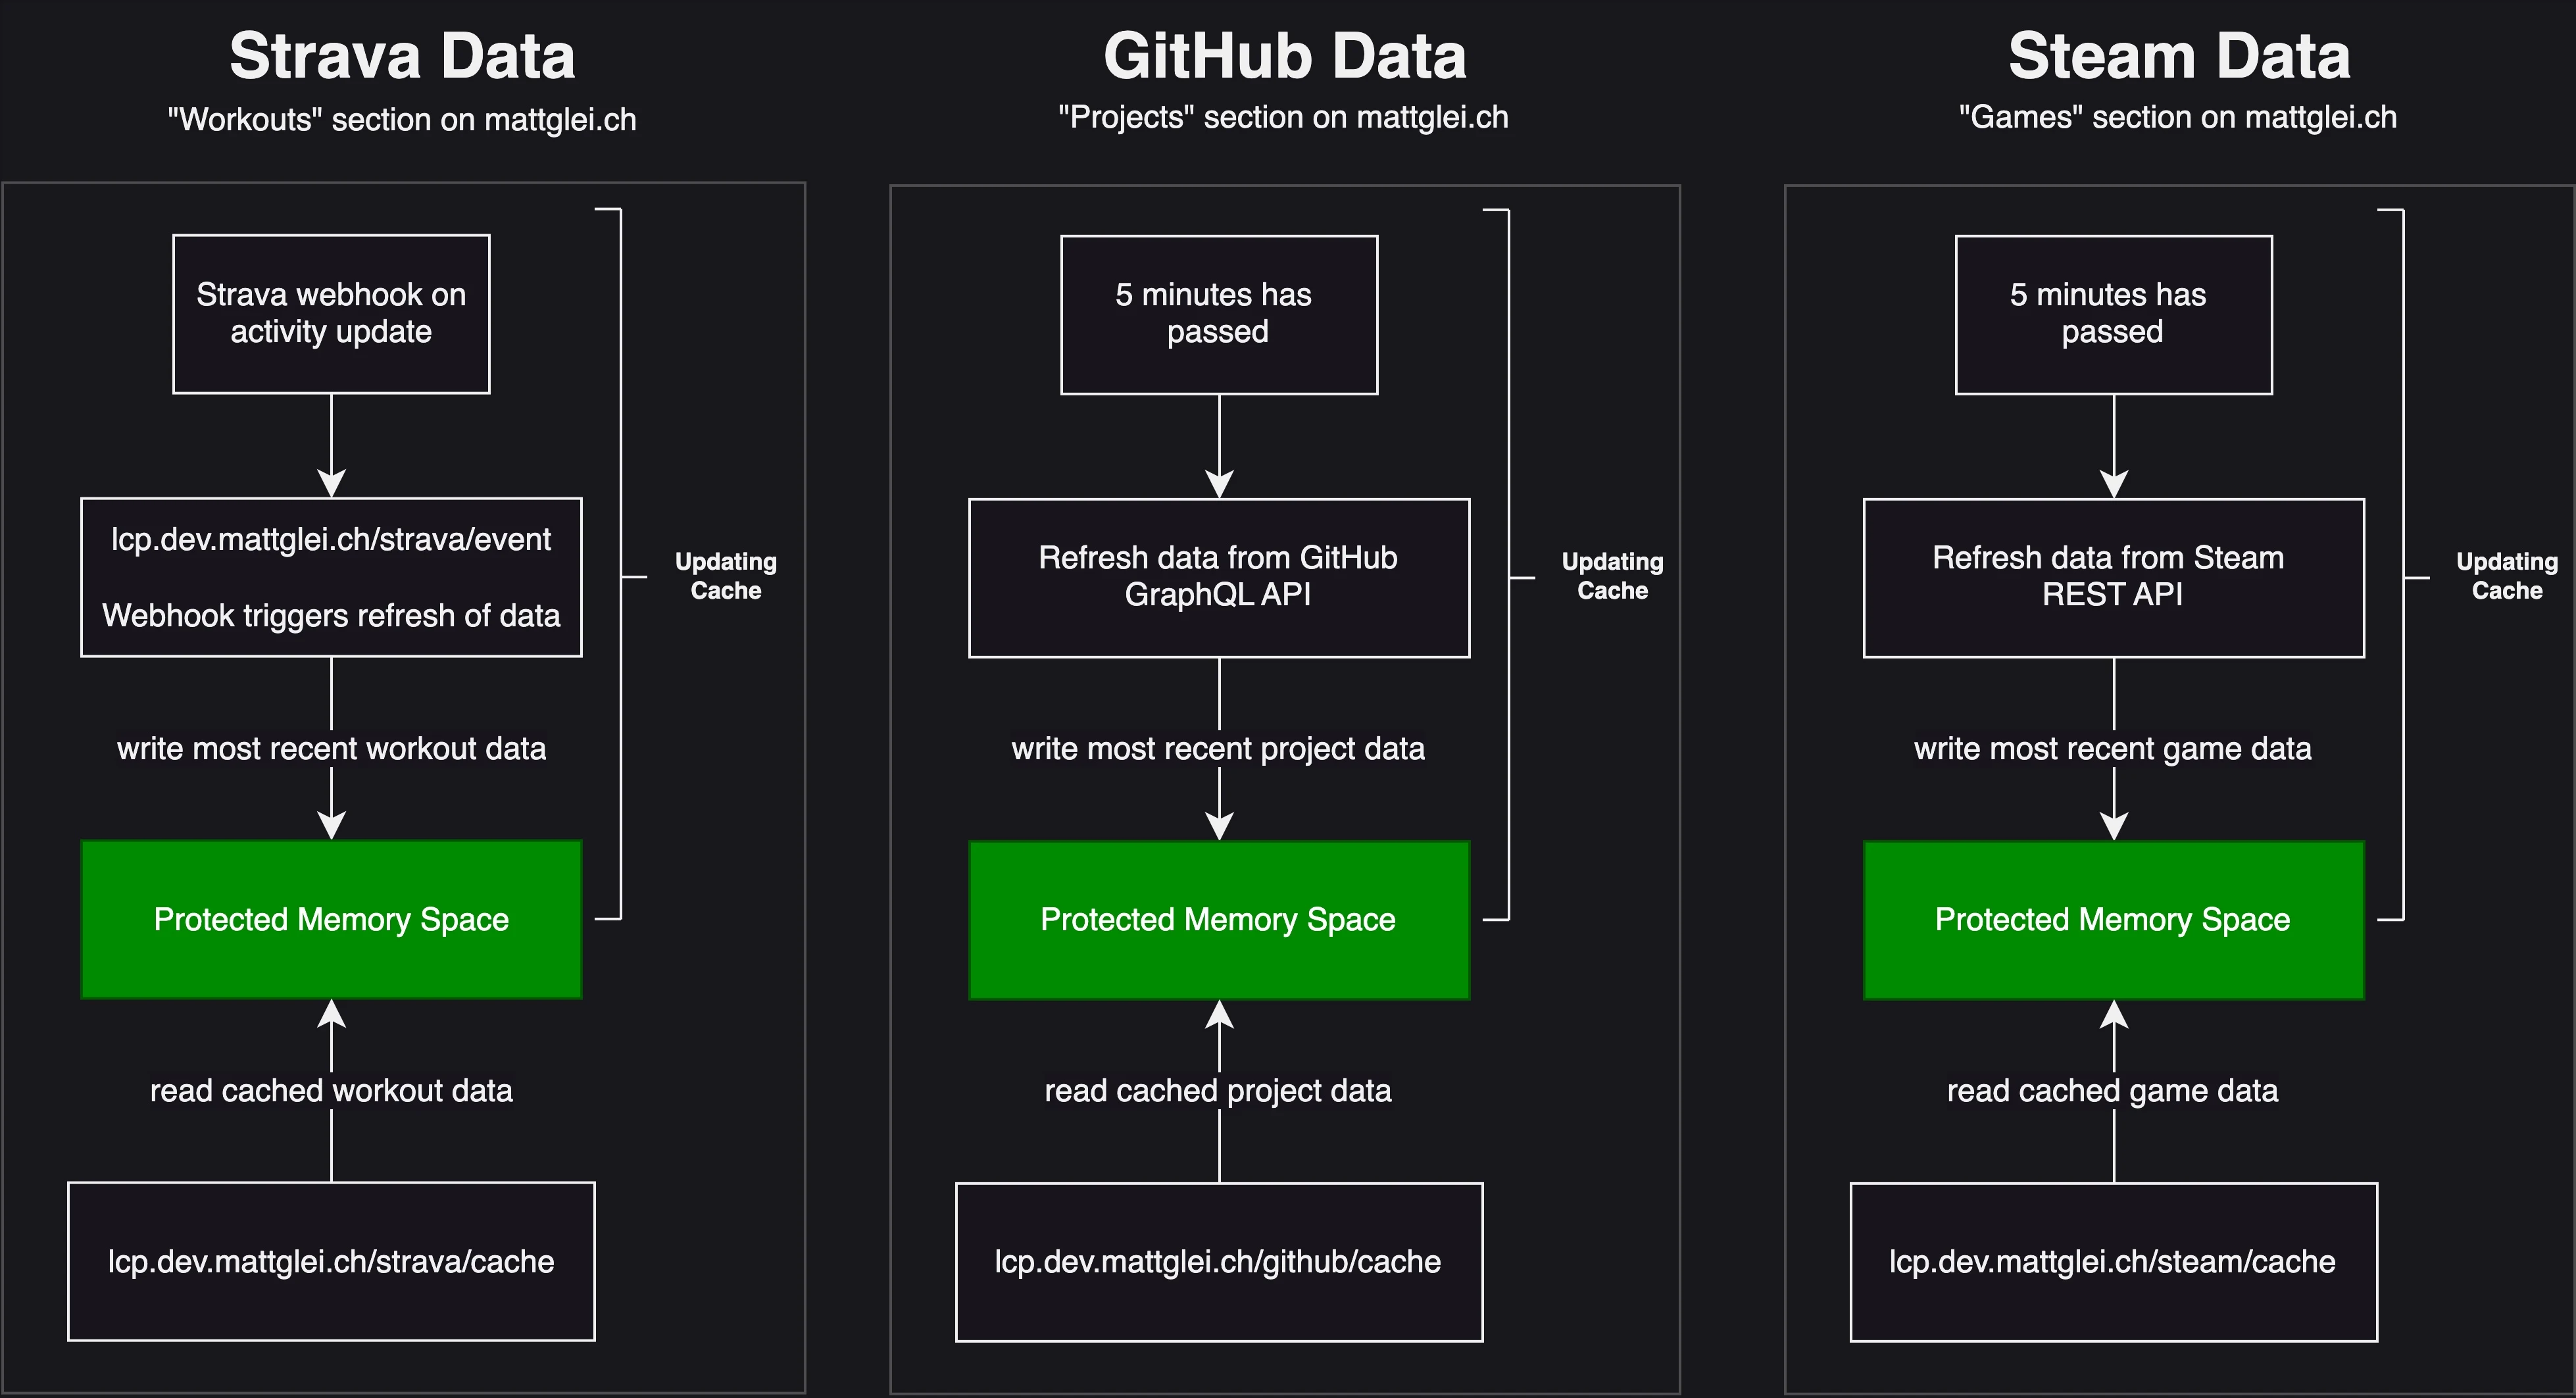 Strava Data
"Workouts" section on mattglei.ch
Strava webhook on
activity update
lcp.dev.mattglei.ch/strava/event
Webhook triggers refresh of data
Updating
Cache
write most recent workout data
Protected Memory Space
read cached workout data
lcp.dev.mattglei.ch/strava/cache
GitHub Data
"Projects" section on mattglei.ch
5 minutes has
passed
Refresh data from GitHub
GraphQL API
Updating
Cache
write most recent project data
Protected Memory Space
read cached project data
lcp.dev.mattglei.ch/github/cache
Steam Data
"Games" section on mattglei.ch
5 minutes has
passed
Refresh data from Steam
REST API
Updating
Cache
write most recent game data
Protected Memory Space
read cached game data
lcp.dev.mattglei.ch/steam/cache